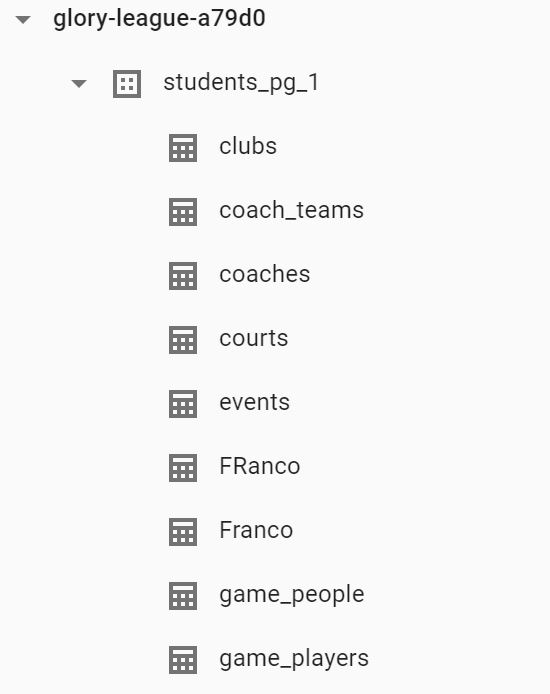 glory-league-a79d0
students_pg_1
clubs
coach_teams
coaches
courts
events
FRanco
Franco
game_people
game_players